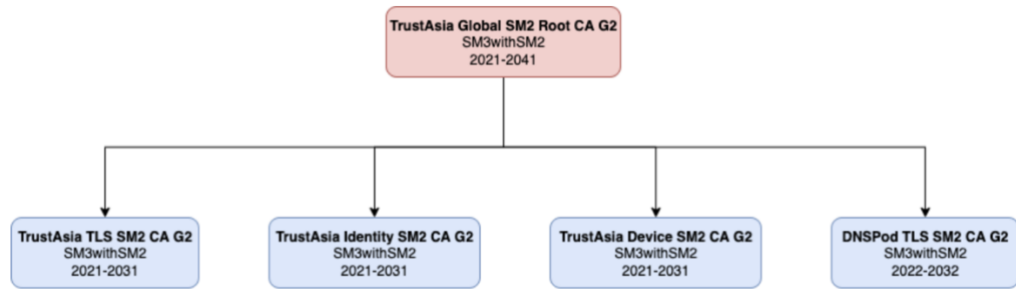 TrustAsia Global SM2 Root CA G2
SM3withSM2
2021-2041
TrustAsia TLS SM2 CA G2
SM3withSM2
2021-2031
TrustAsia Identity SM2 CA G2
SM3withSM2
2021-2031
TrustAsia Device SM2 CA G2
SM3withSM2
2021-2031
DNSPod TLS SM2 CA G2
SM3withSM2
2022-2032